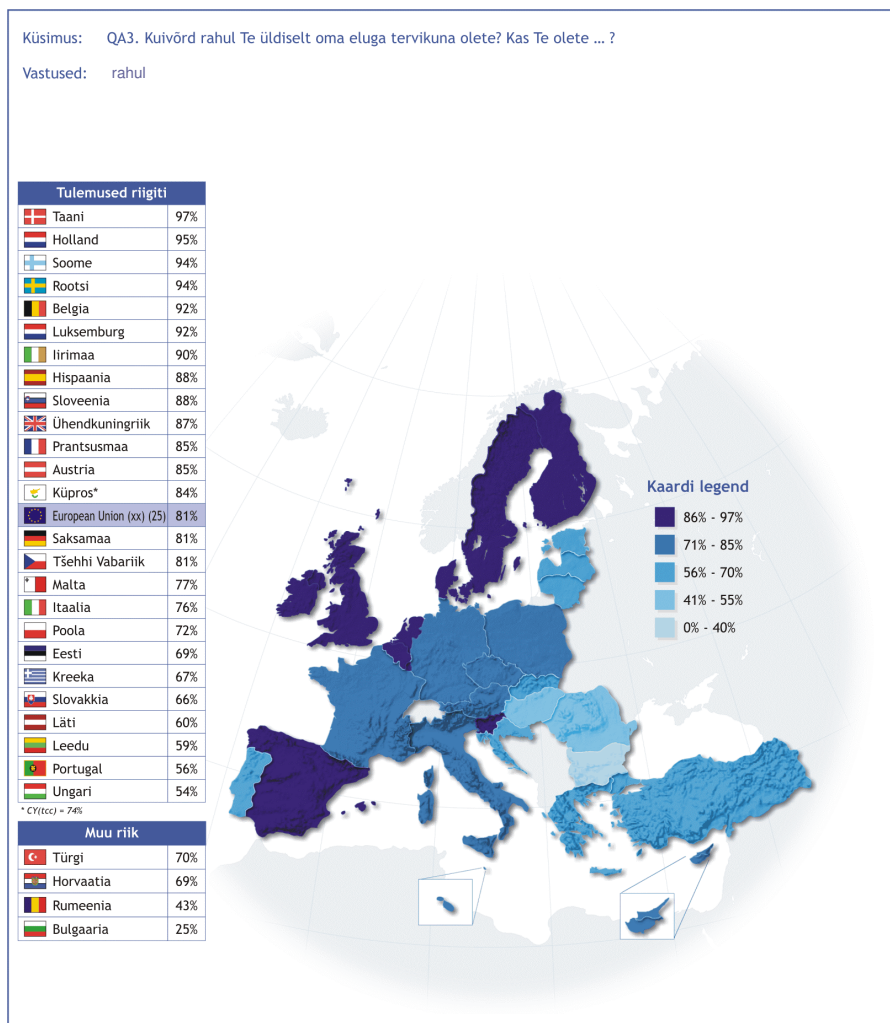 Küsimus: QA3. Kuivõrd rahul Te üldiselt oma eluga tervikuna olete? Kas Te olete ... ?
Vastused: rahul
Tulemused riigiti
Taani 97%
Holland 95%
Soome 94%
Rootsi 94%
Belgia 92%
Luksemburg 92%
Iirimaa 90%
Hispaania 88%
Sloveenia 88%
Ühendkuningriik 87%
Prantsusmaa 85%
Austria 85%
Küpros* 84%
European Union (xx) (25) 81%
Saksamaa 81%
Tšehhi Vabariik 81%
Malta 77%
Itaalia 76%
Poola 72%
Eesti 69%
Kreeka 67%
Slovakkia 66%
Läti 60%
Leedu 59%
Portugal 56%
Ungari 54%
* CY(tcc) = 74%
Muu riik
Türgi 70%
Horvaatia 69%
Rumeenia 43%
Bulgaaria 25%
Kaardi legend
86% - 97%
71% - 85%
56% - 70%
41% - 55%
0% - 40%